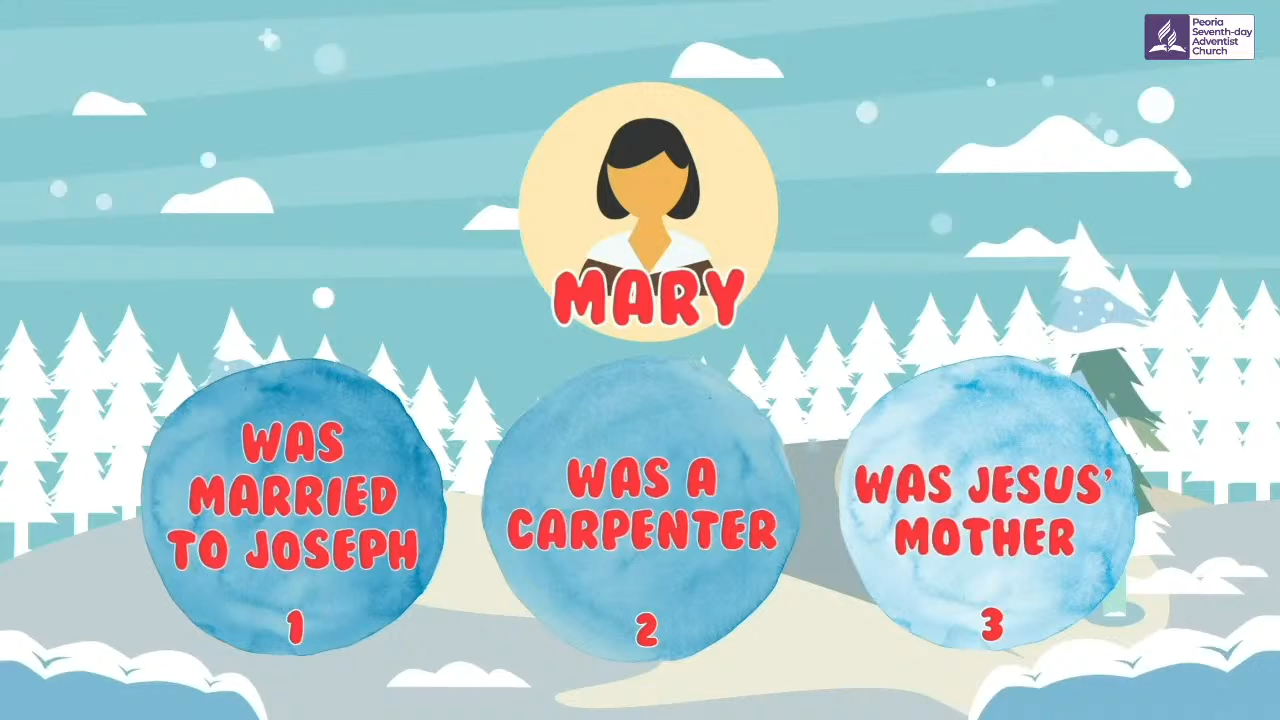 Peoria
Seventh-day
Adventist
Church
MARY
WAS
MARRIED
TO JOSEPH
1
WAS A
CARPENTER
2
WAS JESUS'
MOTHER
3